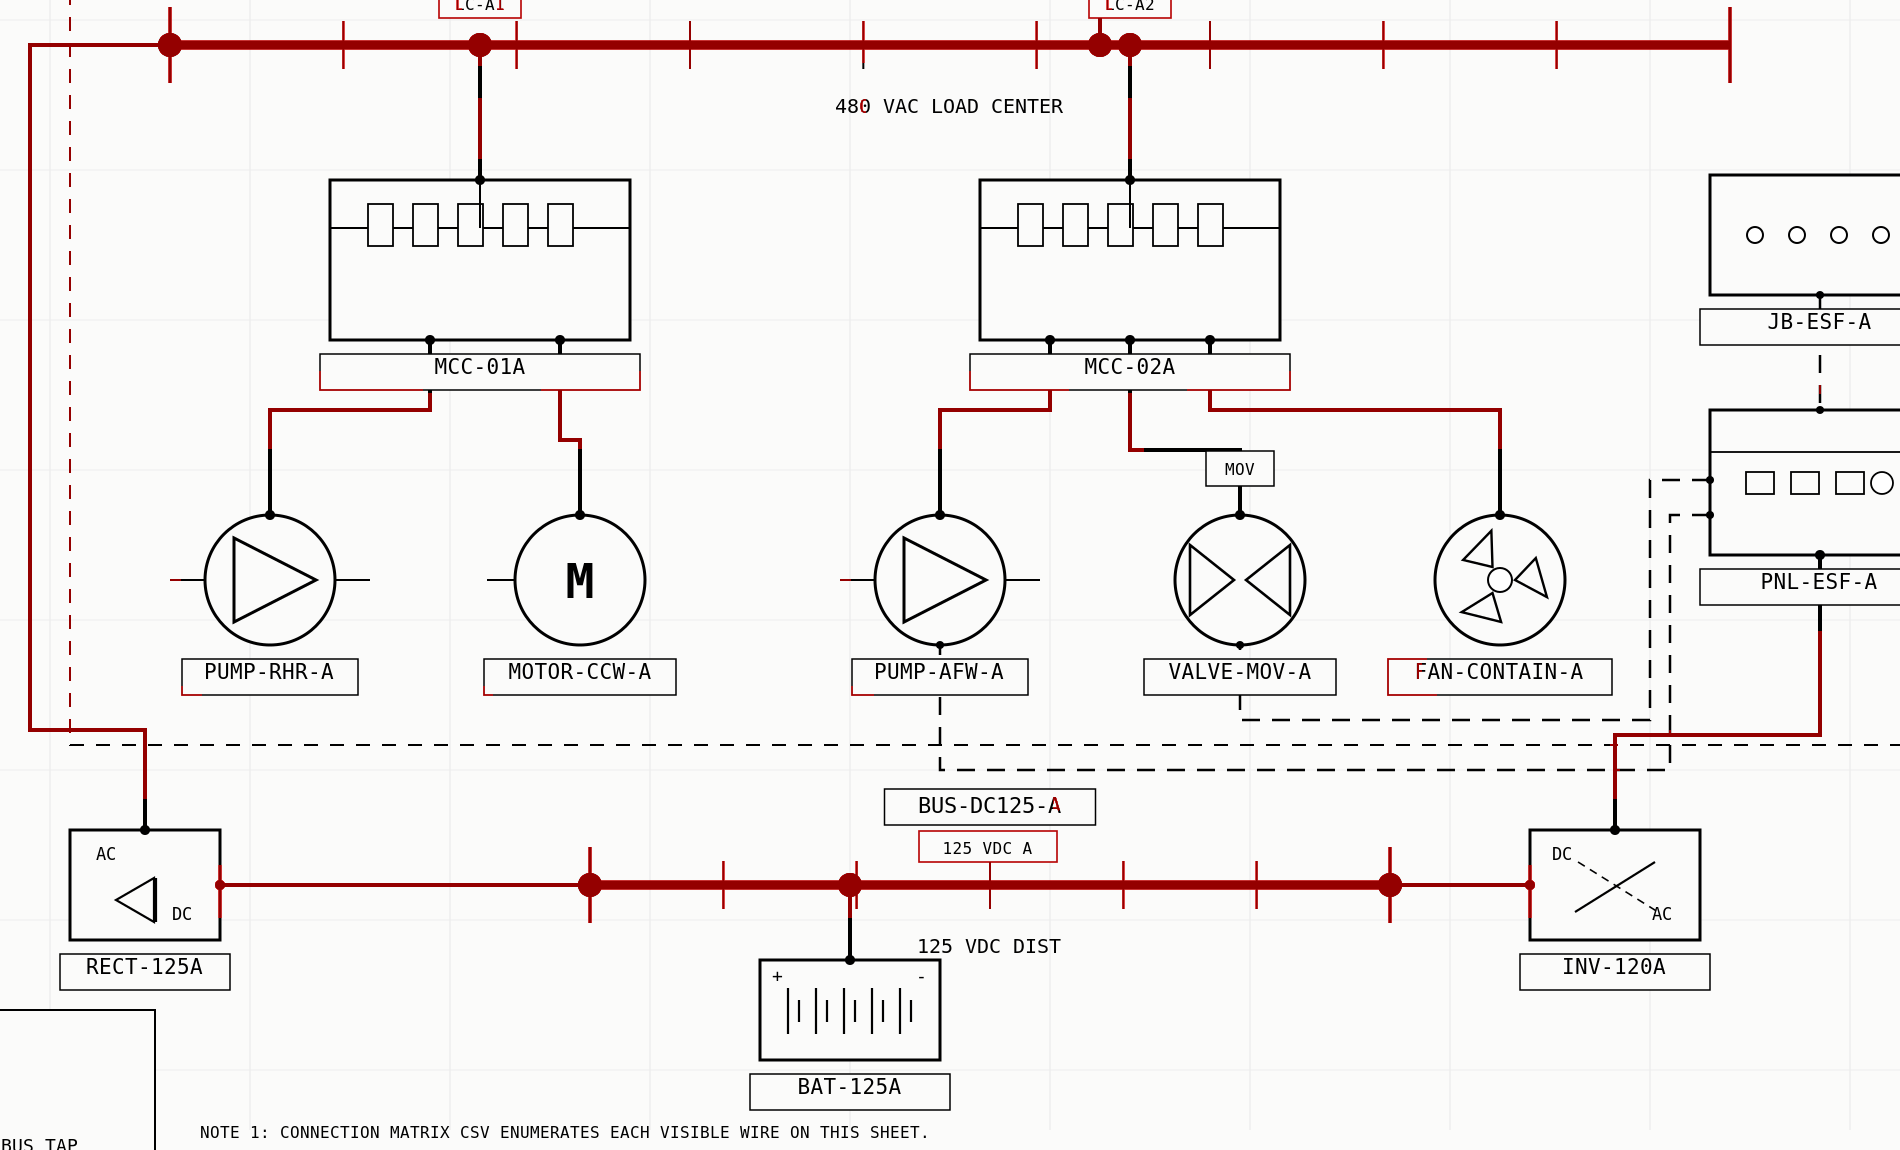 LC-A1
LC-A2
480 VAC LOAD CENTER
JB-ESF-A
MCC-01A
MCC-02A
MOV
M
PNL-ESF-A
PUMP-RHR-A
MOTOR-CCW-A
PUMP-AFW-A
VALVE-MOV-A
FAN-CONTAIN-A
BUS-DC125-A
125 VDC A
AC
DC
DC
AC
125 VDC DIST
RECT-125A
INV-120A
+ -
BAT-125A
NOTE 1: CONNECTION MATRIX CSV ENUMERATES EACH VISIBLE WIRE ON THIS SHEET.
BUS TAP